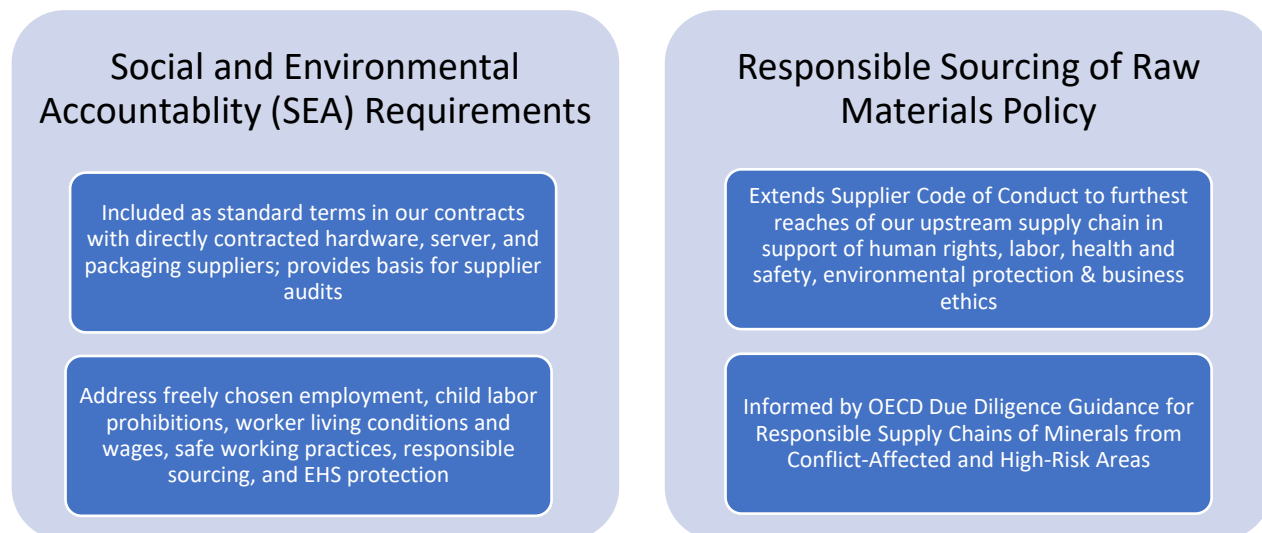 Social and Environmental
Accountablity (SEA) Requirements
Included as standard terms in our contracts
with directly contracted hardware, server, and
packaging suppliers; provides basis for supplier
audits
Address freely chosen employment, child labor
prohibitions, worker living conditions and
wages, safe working practices, responsible
sourcing, and EHS protection
Responsible Sourcing of Raw
Materials Policy
Extends Supplier Code of Conduct to furthest
reaches of our upstream supply chain in
support of human rights, labor, health and
safety, environmental protection & business
ethics
Informed by OECD Due Diligence Guidance for
Responsible Supply Chains of Minerals from
Conflict-Affected and High-Risk Areas